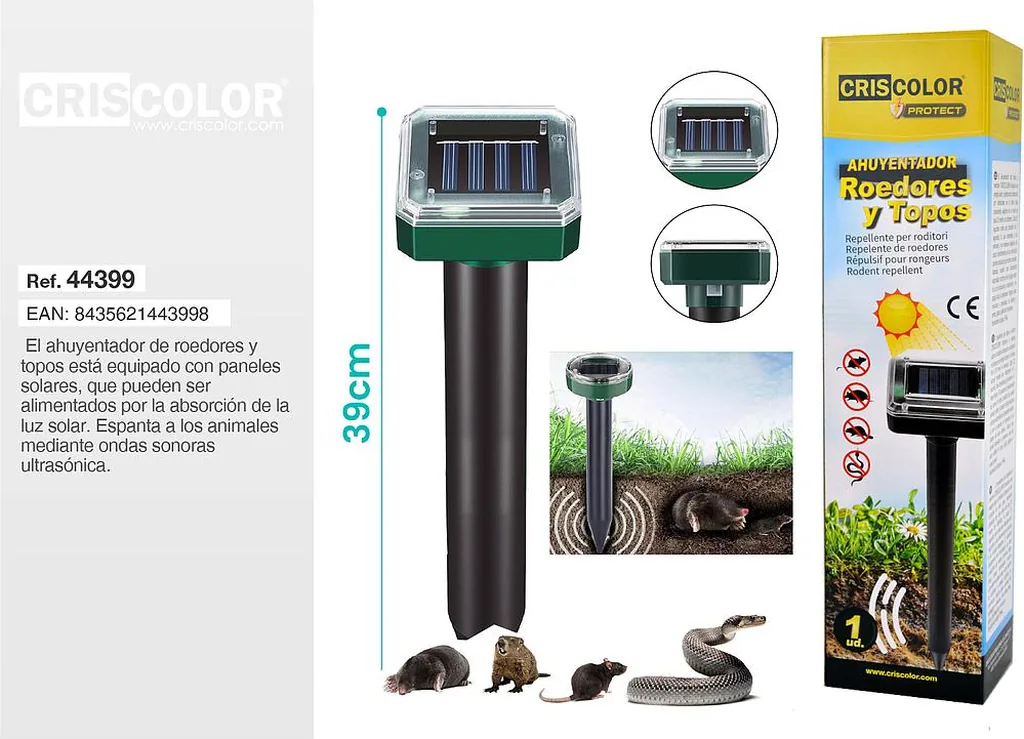 CRISCOLOR®
www.criscolor.com
Ref. 44399
EAN: 8435621443998
El ahuyentador de roedores y
topos está equipado con paneles
solares, que pueden ser
alimentados por la absorción de la
luz solar. Espanta a los animales
mediante ondas sonoras
ultrasónica.
39cm
CRISCOLOR
PROTECT
AHUYENTADOR
Roedores
y Topos
Repellente per roditori
Repelente de roedores
Répulsif pour rongeurs
Rodent repellent
CE
1
ud.
www.criscolor.com
CRISCOLOR